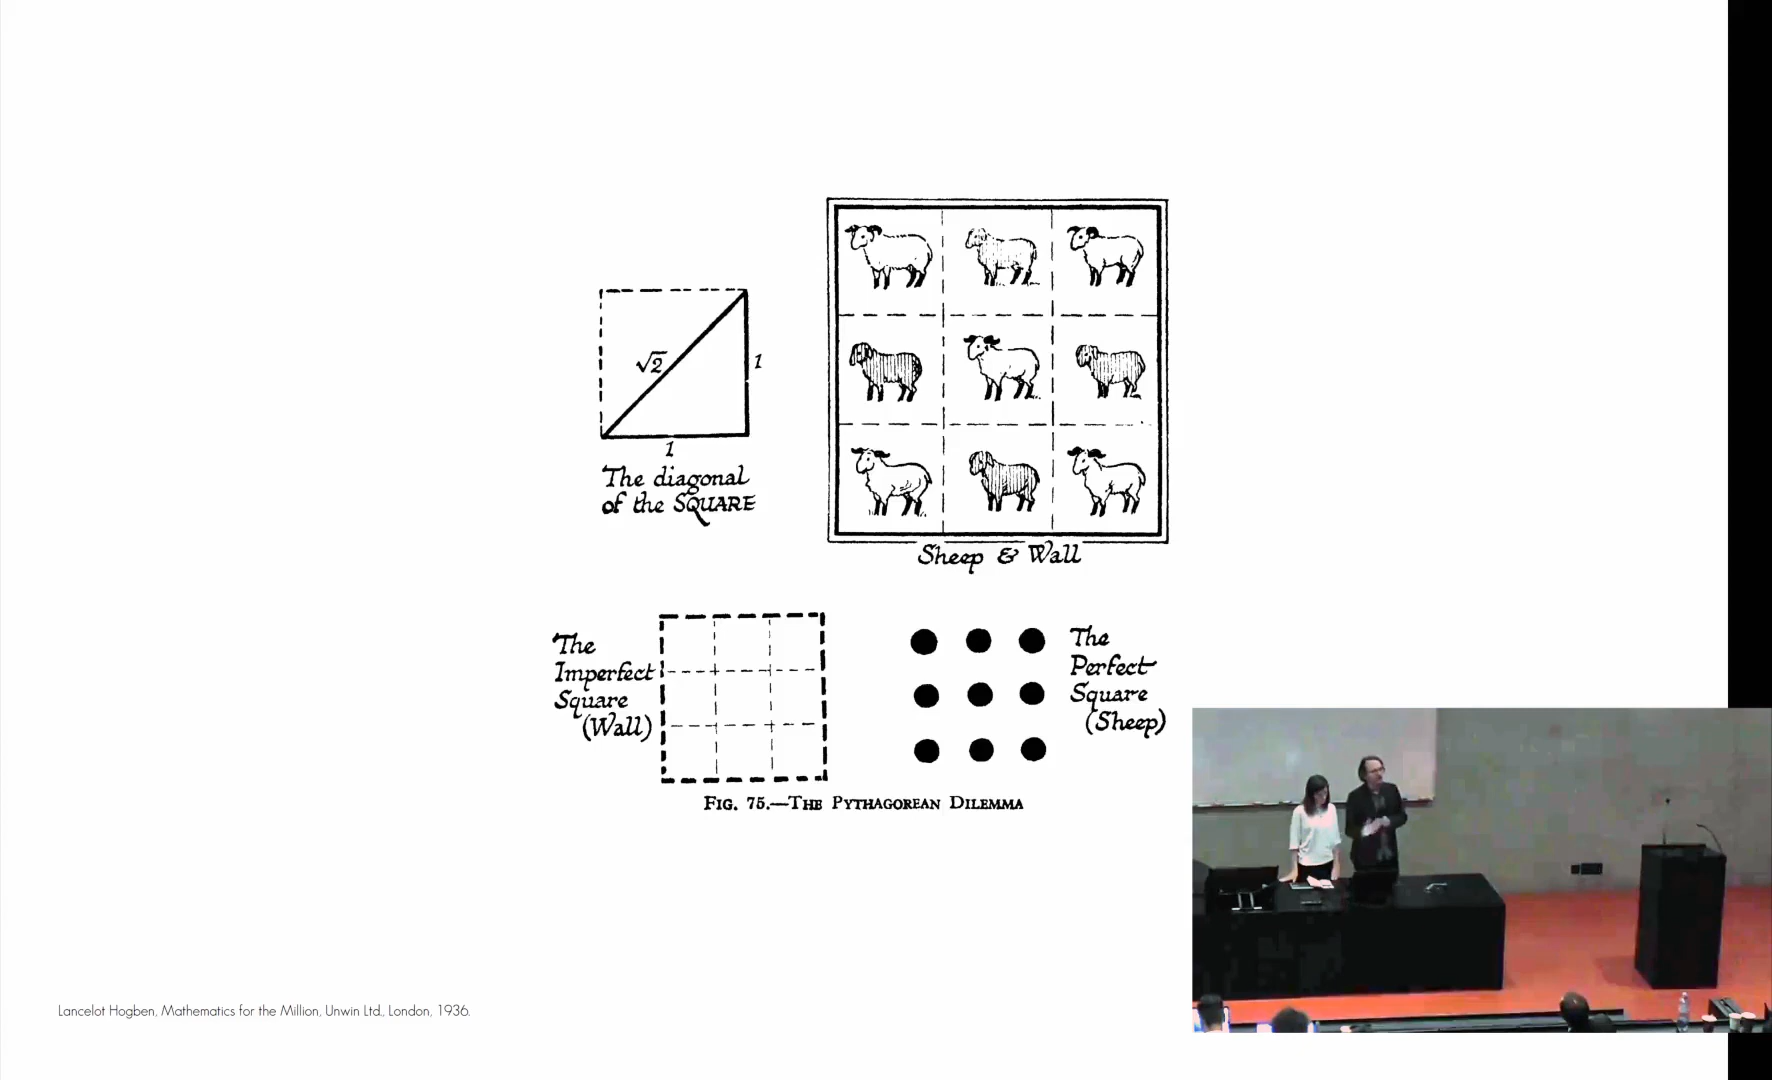 √2
1
1
The diagonal
of the SQUARE
Sheep & Wall
The
Imperfect
Square
(Wall)
The
Perfect
Square
(Sheep)
FIG. 75.—THE PYTHAGOREAN DILEMMA
Lancelot Hogben, Mathematics for the Million, Unwin Ltd., London, 1936.